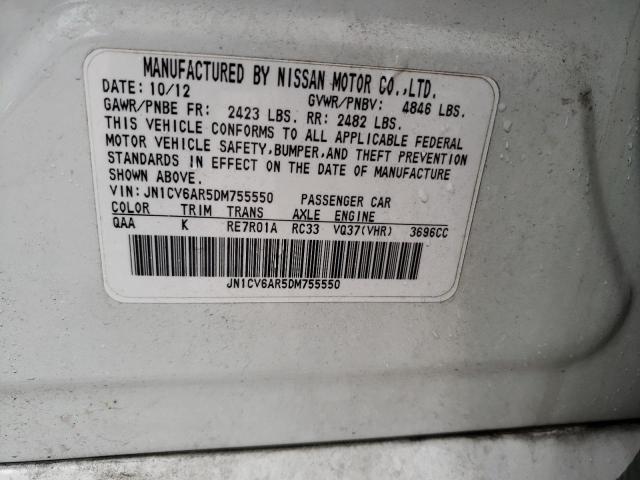 MANUFACTURED BY NISSAN MOTOR CO.,LTD.
DATE: 10/12 GVWR/PNBV: 4846 LBS.
GAWR/PNBE FR: 2423 LBS. RR: 2482 LBS.
THIS VEHICLE CONFORMS TO ALL APPLICABLE FEDERAL
MOTOR VEHICLE SAFETY,BUMPER,AND THEFT PREVENTION
STANDARDS IN EFFECT ON THE DATE OF MANUFACTURE
SHOWN ABOVE.
VIN:JN1CV6AR5DM755550 PASSENGER CAR
COLOR TRIM TRANS AXLE ENGINE
QAA K RE7R01A RC33 VQ37(VHR) 3696CC
JN1CV6AR5DM755550